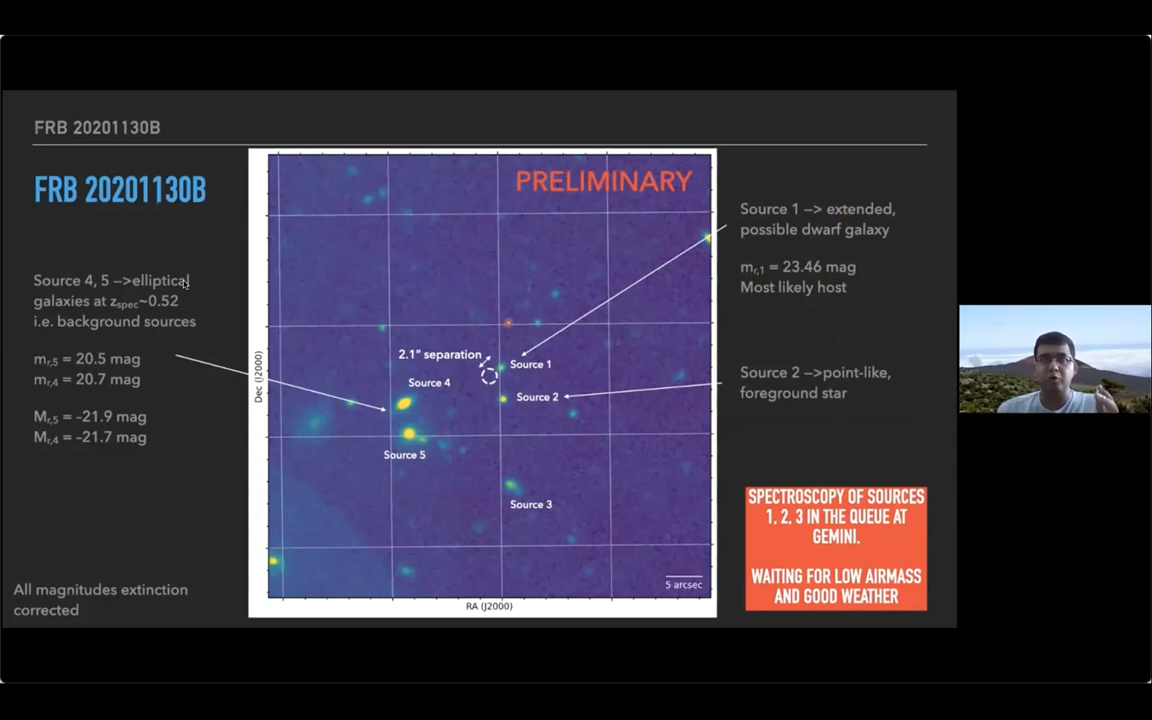 FRB 20201130B
FRB 20201130B
Source 4, 5 —>elliptical
galaxies at zspec~0.52
i.e. background sources
mr,5 = 20.5 mag
mr,4 = 20.7 mag
Mr,5 = -21.9 mag
Mr,4 = -21.7 mag
All magnitudes extinction
corrected
PRELIMINARY
2.1" separation
Source 1
Source 4
Source 2
Source 5
Source 3
5 arcsec
Dec (J2000)
RA (J2000)
Source 1 —> extended,
possible dwarf galaxy
mr,1 = 23.46 mag
Most likely host
Source 2 —>point-like,
foreground star
SPECTROSCOPY OF SOURCES
1, 2, 3 IN THE QUEUE AT
GEMINI.
WAITING FOR LOW AIRMASS
AND GOOD WEATHER